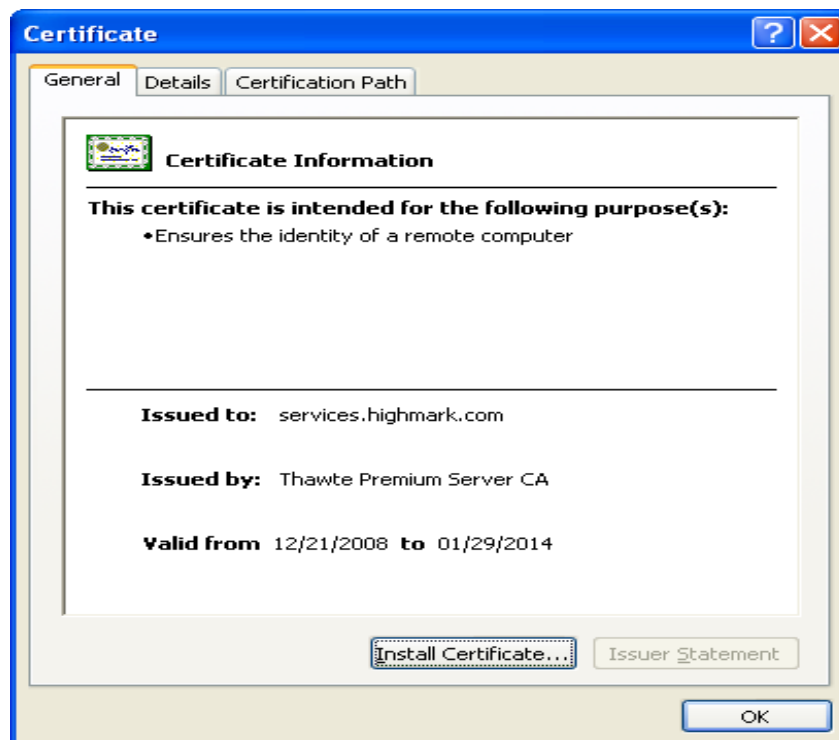 Certificate
General Details Certification Path
Certificate Information
This certificate is intended for the following purpose(s):
•Ensures the identity of a remote computer
Issued to: services.highmark.com
Issued by: Thawte Premium Server CA
Valid from 12/21/2008 to 01/29/2014
Install Certificate... Issuer Statement
OK